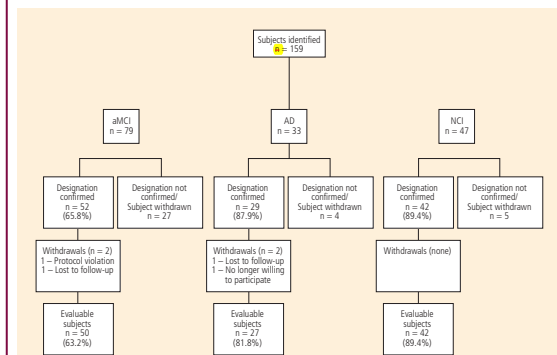 Subjects identified
n = 159
aMCI
n = 79
AD
n = 33
NCI
n = 47
Designation
confirmed
n = 52
(65.8%)
Designation not
confirmed/
Subject withdrawn
n = 27
Designation
confirmed
n = 29
(87.9%)
Designation not
confirmed/
Subject withdrawn
n = 4
Designation
confirmed
n = 42
(89.4%)
Designation not
confirmed/
Subject withdrawn
n = 5
Withdrawals (n = 2)
1 – Protocol violation
1 – Lost to follow-up
Withdrawals (n = 2)
1 – Lost to follow-up
1 – No longer willing
to participate
Withdrawals (none)
Evaluable
subjects
n = 50
(63.2%)
Evaluable
subjects
n = 27
(81.8%)
Evaluable
subjects
n = 42
(89.4%)